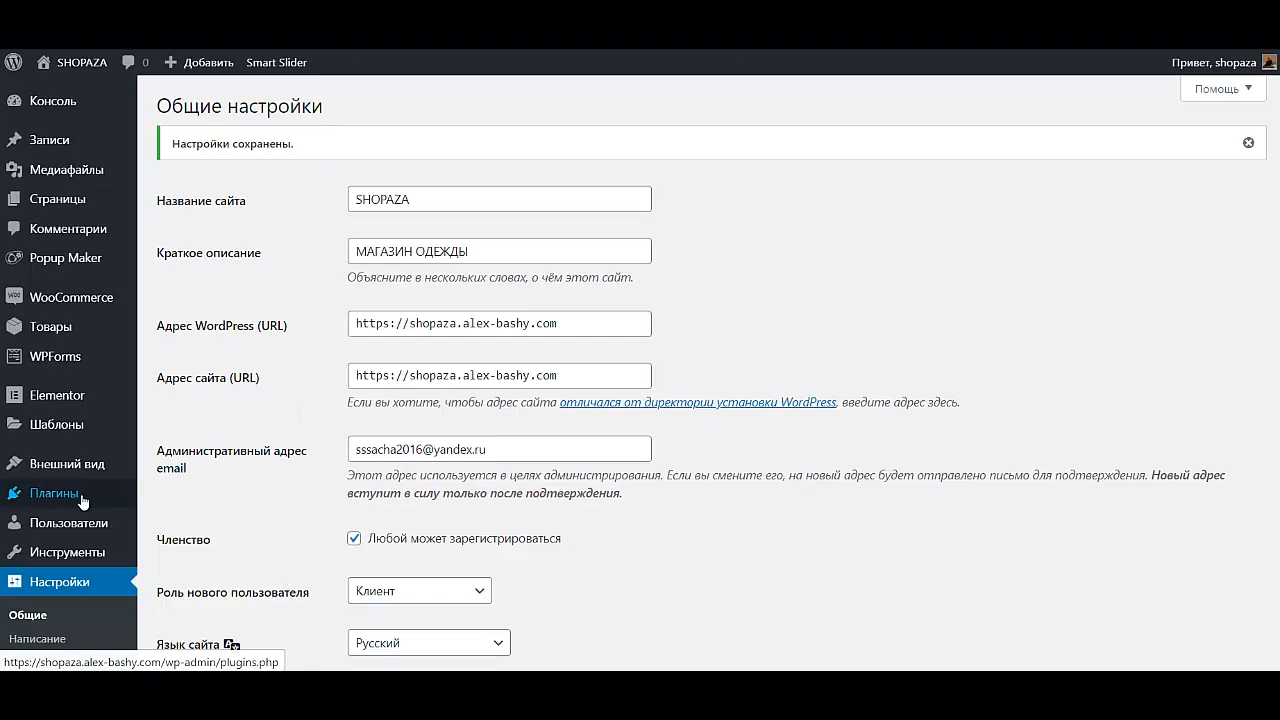 SHOPAZA 0 Добавить Smart Slider Привет, shopaza
Помощь
Консоль
Записи
Медиафайлы
Страницы
Комментарии
Popup Maker
WooCommerce
Товары
WPForms
Elementor
Шаблоны
Внешний вид
Плагины
Пользователи
Инструменты
Настройки
Общие
Написание
Общие настройки
Настройки сохранены.
Название сайта SHOPAZA
Краткое описание МАГАЗИН ОДЕЖДЫ
Объясните в нескольких словах, о чём этот сайт.
Адрес WordPress (URL) https://shopaza.alex-bashy.com
Адрес сайта (URL) https://shopaza.alex-bashy.com
Если вы хотите, чтобы адрес сайта отличался от директории установки WordPress, введите адрес здесь.
Административный адрес
email
sssacha2016@yandex.ru
Этот адрес используется в целях администрирования. Если вы смените его, на новый адрес будет отправлено письмо для подтверждения. Новый адрес
вступит в силу только после подтверждения.
Членство Любой может зарегистрироваться
Роль нового пользователя Клиент
Язык сайта Русский
https://shopaza.alex-bashy.com/wp-admin/plugins.php